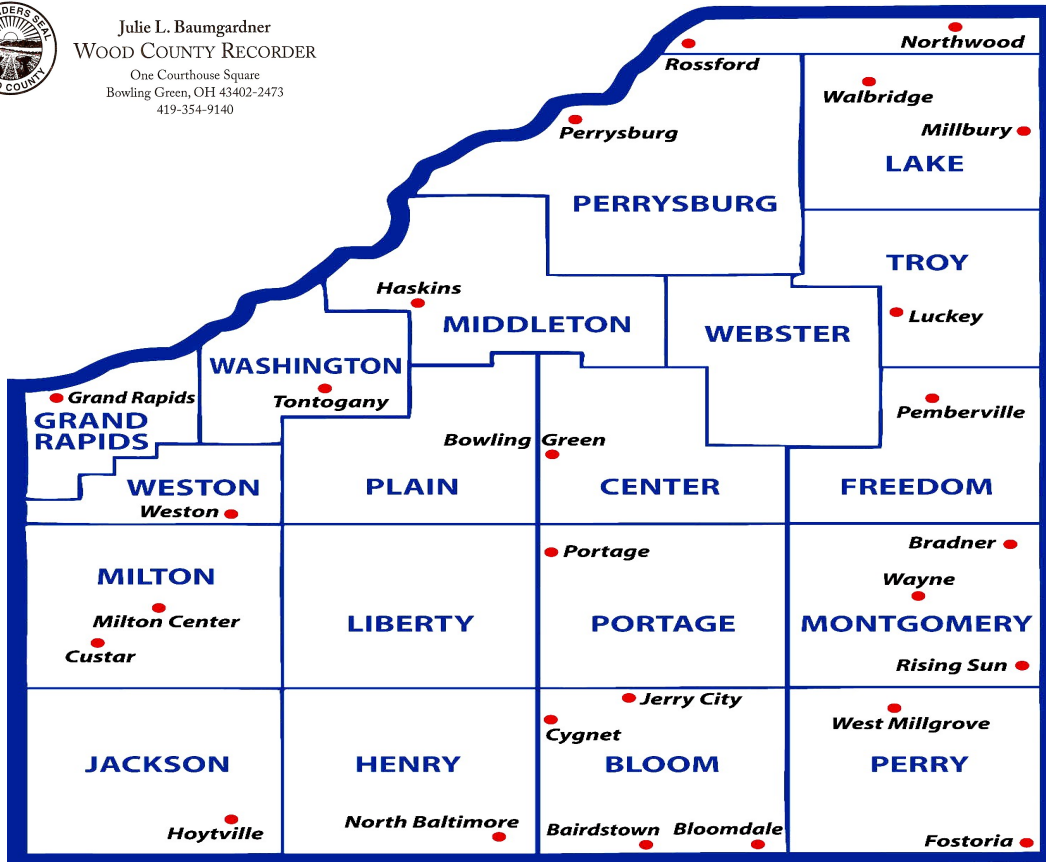 DERS SEAL
D COUNTY
Julie L. Baumgardner
WOOD COUNTY RECORDER
One Courthouse Square
Bowling Green, OH 43402-2473
419-354-9140
Northwood
Rossford
Walbridge
Perrysburg
Millbury
LAKE
PERRYSBURG
TROY
Haskins
Luckey
MIDDLETON
WEBSTER
WASHINGTON
Grand Rapids
Tontogany
Pemberville
GRAND
RAPIDS
Bowling Green
WESTON
PLAIN
CENTER
FREEDOM
Weston
Bradner
Portage
MILTON
Wayne
Milton Center
LIBERTY
PORTAGE
MONTGOMERY
Custar
Rising Sun
Jerry City
West Millgrove
Cygnet
JACKSON
HENRY
BLOOM
PERRY
North Baltimore
Hoytville
Bairdstown
Bloomdale
Fostoria